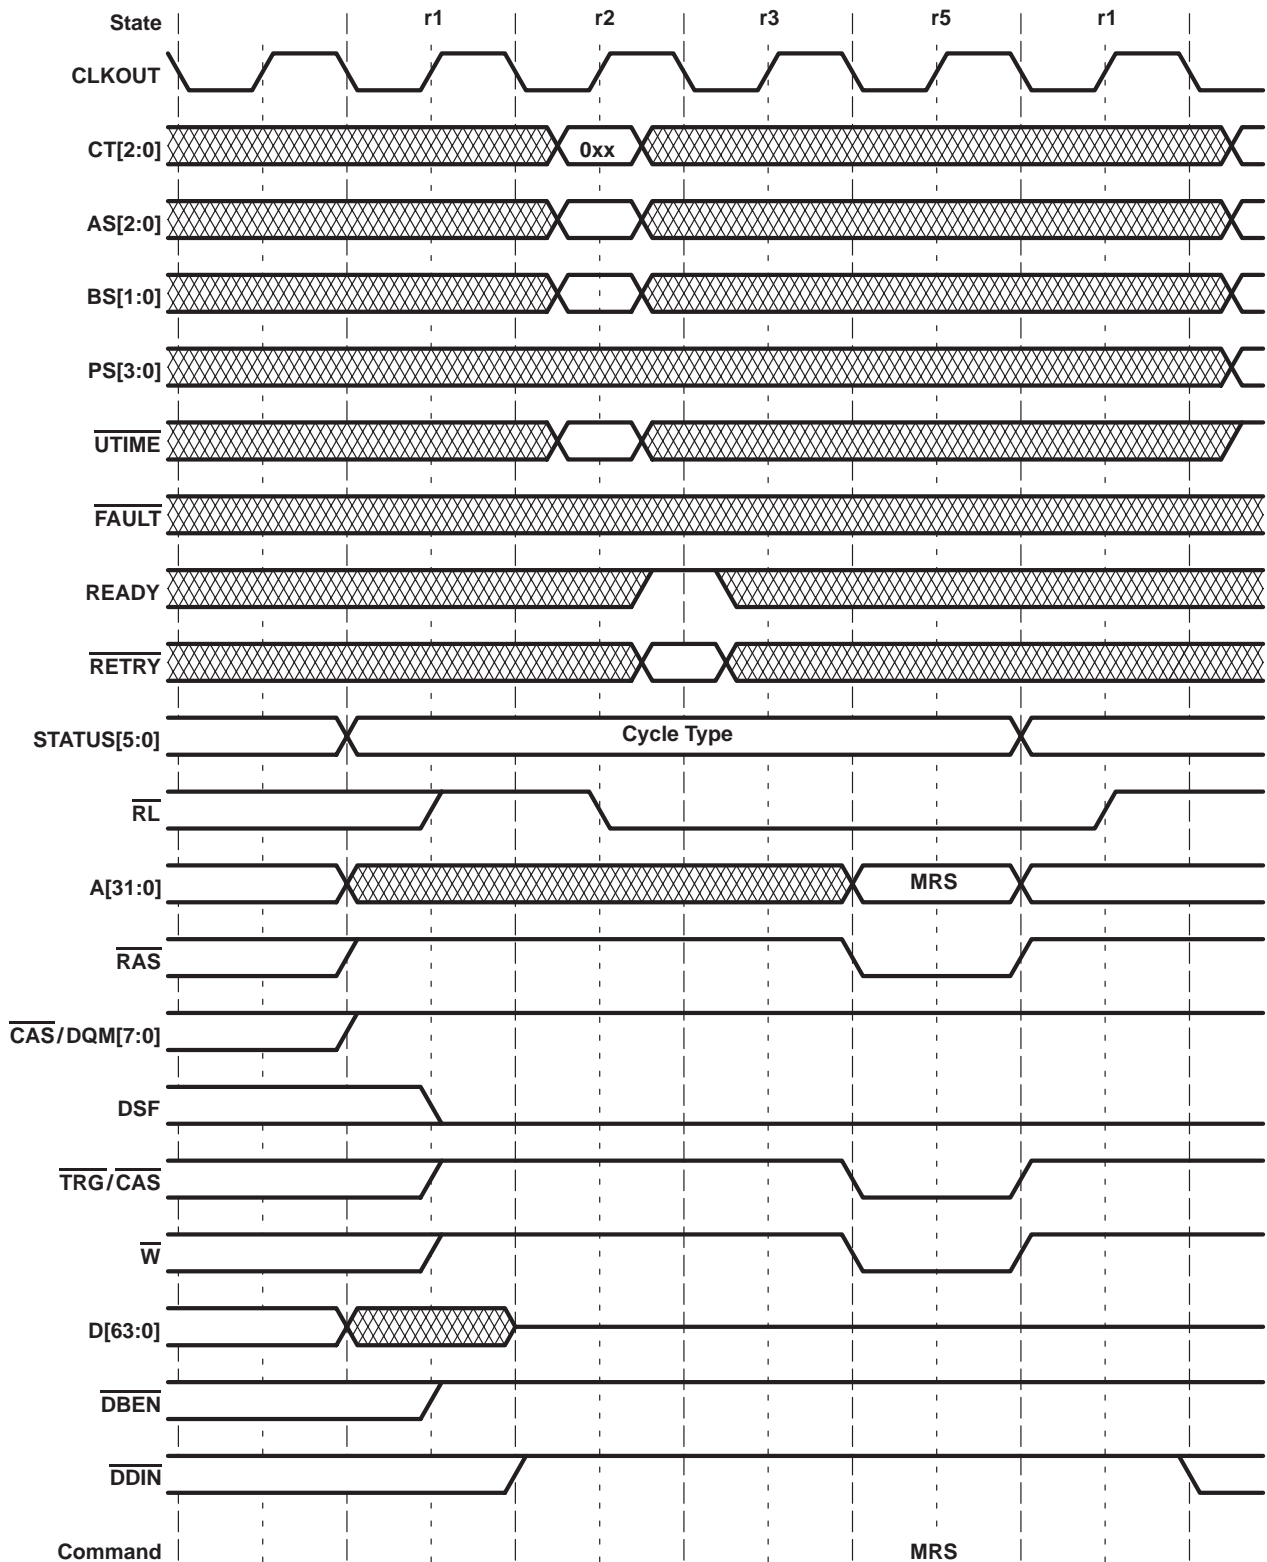 State r1 r2 r3 r5 r1
CLKOUT
CT[2:0] 0xx
AS[2:0]
BS[1:0]
PS[3:0]
UTIME
FAULT
READY
RETRY
STATUS[5:0] Cycle Type
RL
A[31:0] MRS
RAS
CAS/DQM[7:0]
DSF
TRG/CAS
W
D[63:0]
DBEN
DDIN
Command MRS